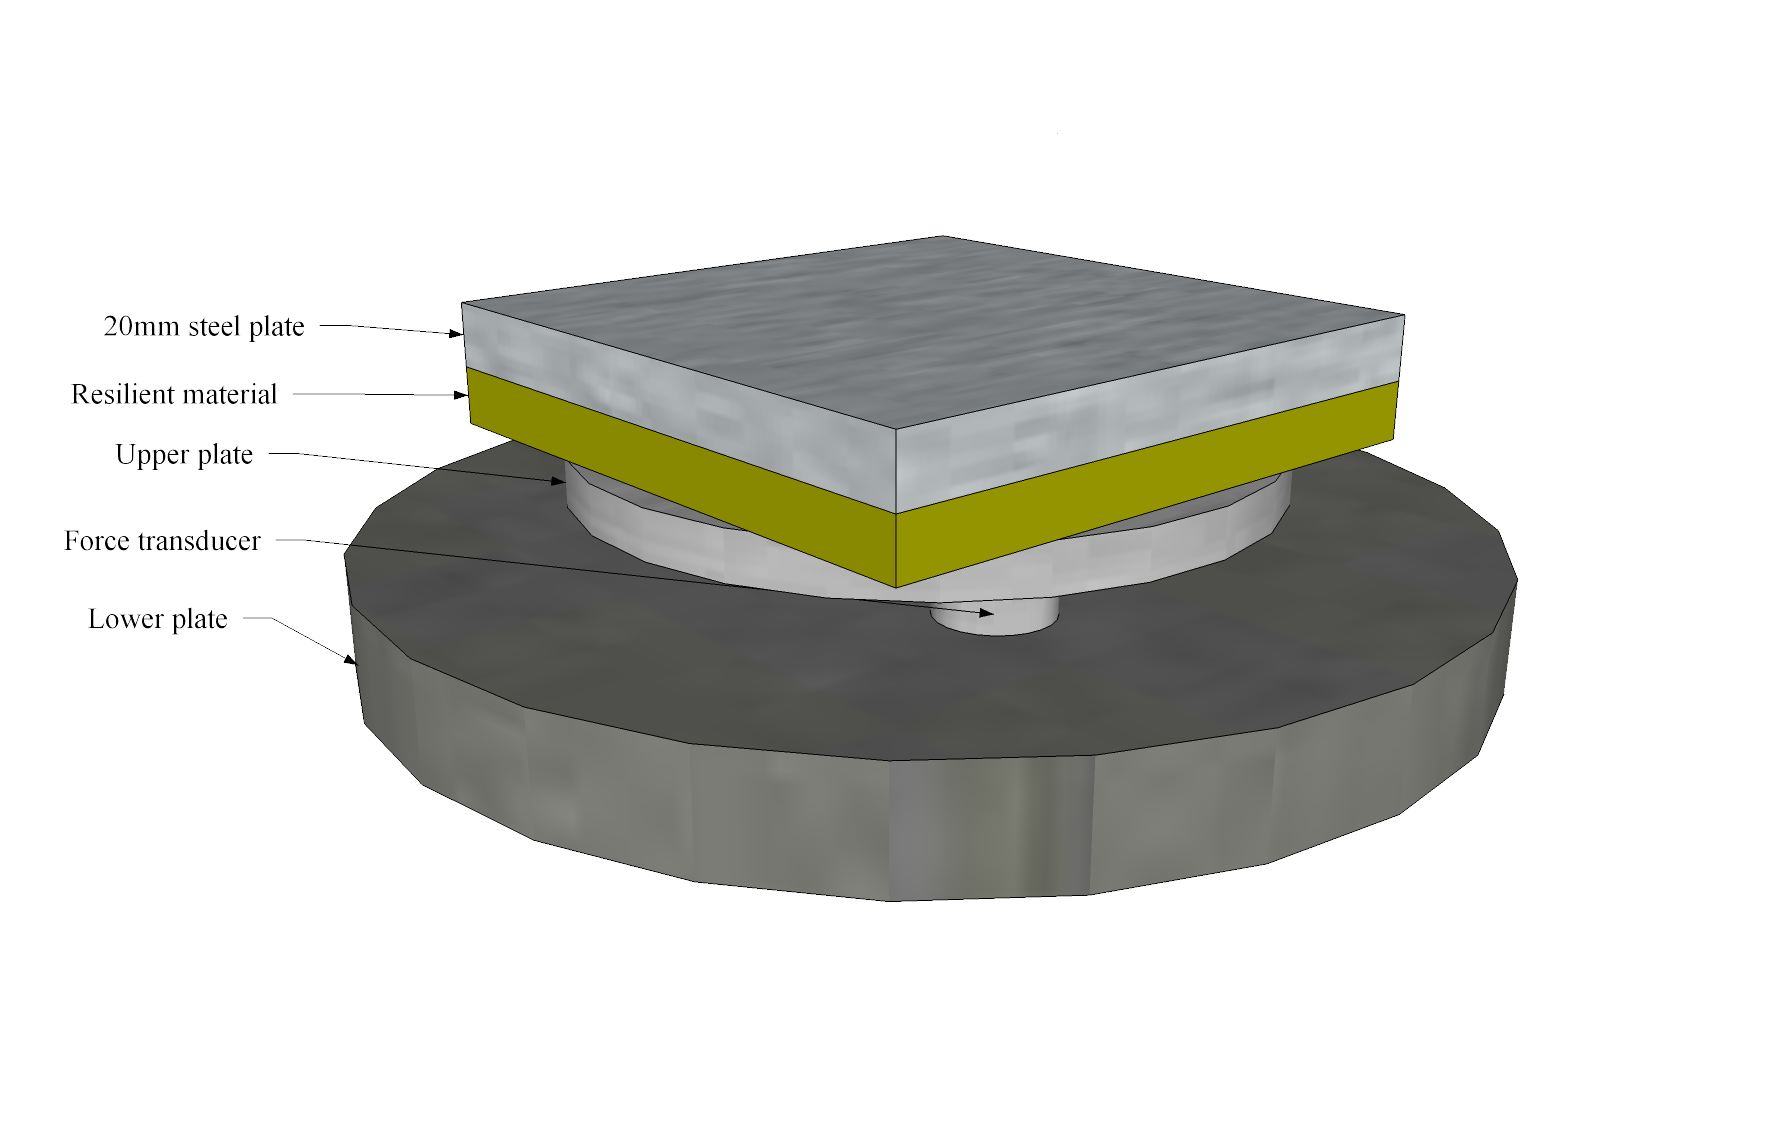 20mm steel plate
Resilient material
Upper plate
Force transducer
Lower plate